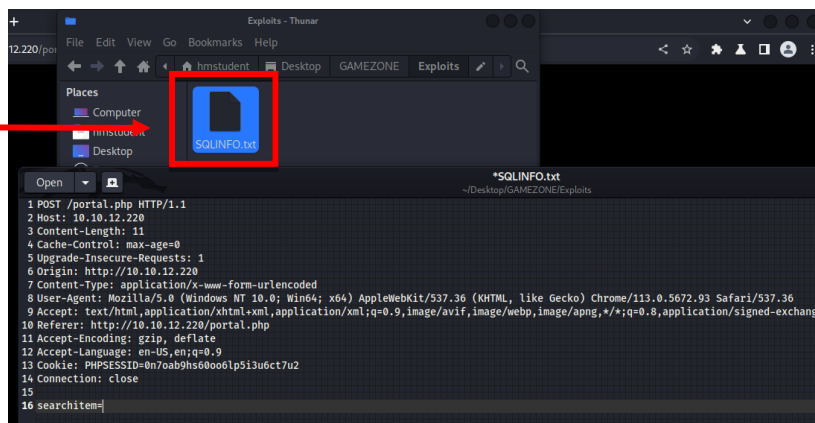 +
Exploits - Thunar
12.220/por
File Edit View Go Bookmarks Help
hmstudent Desktop GAMEZONE Exploits
Places
Computer
hmstudent
Desktop
SQLINFO.txt
Open
*SQLINFO.txt
~/Desktop/GAMEZONE/Exploits
1 POST /portal.php HTTP/1.1
2 Host: 10.10.12.220
3 Content-Length: 11
4 Cache-Control: max-age=0
5 Upgrade-Insecure-Requests: 1
6 Origin: http://10.10.12.220
7 Content-Type: application/x-www-form-urlencoded
8 User-Agent: Mozilla/5.0 (Windows NT 10.0; Win64; x64) AppleWebKit/537.36 (KHTML, like Gecko) Chrome/113.0.5672.93 Safari/537.36
9 Accept: text/html,application/xhtml+xml,application/xml;q=0.9,image/avif,image/webp,image/apng,*/*;q=0.8,application/signed-exchang
10 Referer: http://10.10.12.220/portal.php
11 Accept-Encoding: gzip, deflate
12 Accept-Language: en-US,en;q=0.9
13 Cookie: PHPSESSID=0n7oab9hs60oo6lp5i3u6ct7u2
14 Connection: close
15
16 searchitem=